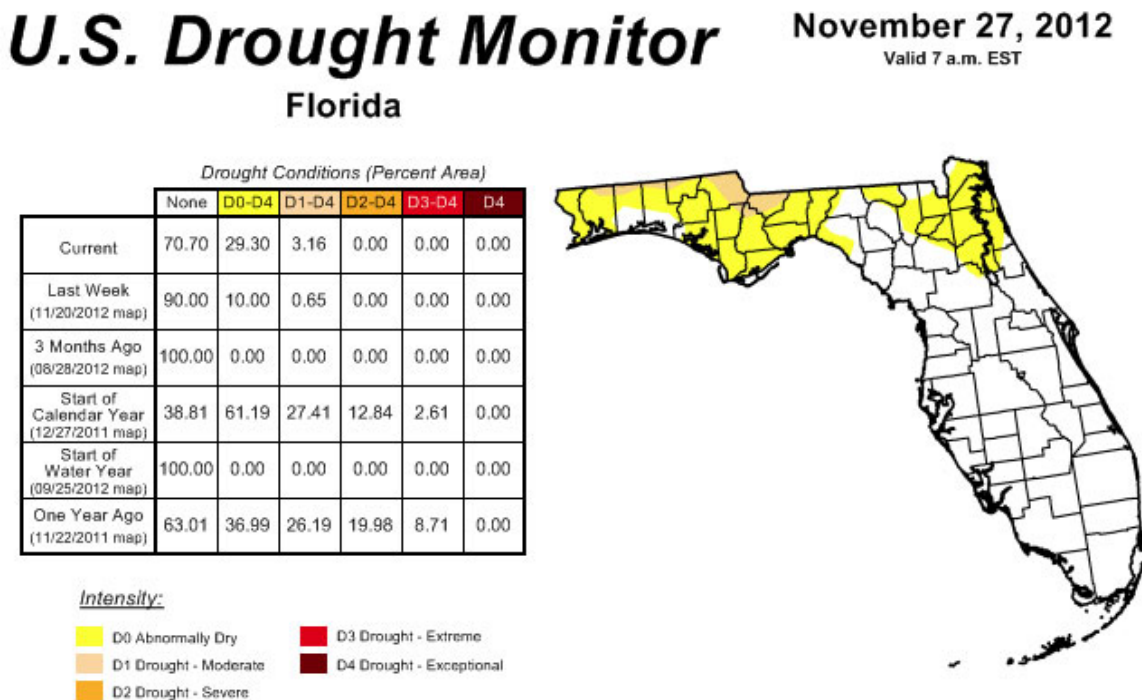 U.S. Drought Monitor
November 27, 2012
Valid 7 a.m. EST
Florida
Drought Conditions (Percent Area)
None D0-D4 D1-D4 D2-D4 D3-D4 D4
Current 70.70 29.30 3.16 0.00 0.00 0.00
Last Week
(11/20/2012 map)
90.00 10.00 0.65 0.00 0.00 0.00
3 Months Ago
(08/28/2012 map)
100.00 0.00 0.00 0.00 0.00 0.00
Start of
Calendar Year
(12/27/2011 map)
38.81 61.19 27.41 12.84 2.61 0.00
Start of
Water Year
(09/25/2012 map)
100.00 0.00 0.00 0.00 0.00 0.00
One Year Ago
(11/22/2011 map)
63.01 36.99 26.19 19.98 8.71 0.00
Intensity:
D0 Abnormally Dry
D1 Drought - Moderate
D2 Drought - Severe
D3 Drought - Extreme
D4 Drought - Exceptional